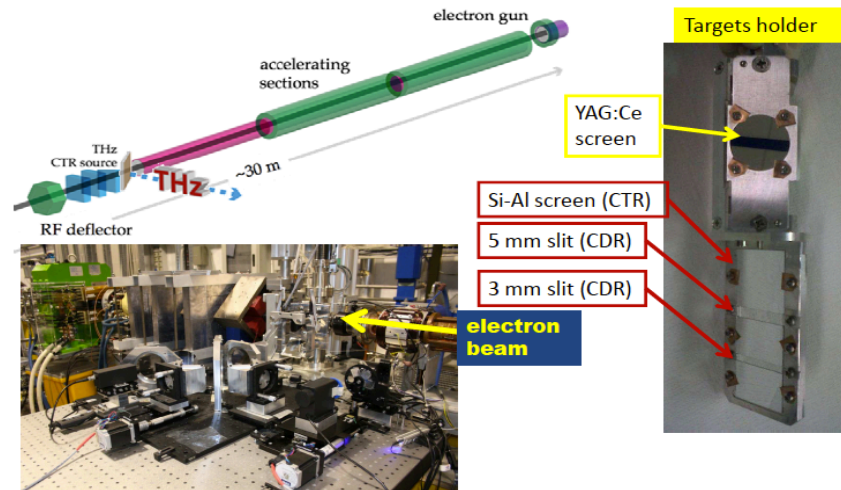 electron gun
accelerating
sections
THz
CTR source
THz
~30 m
RF deflector
electron
beam
Targets holder
YAG:Ce
screen
Si-Al screen (CTR)
5 mm slit (CDR)
3 mm slit (CDR)